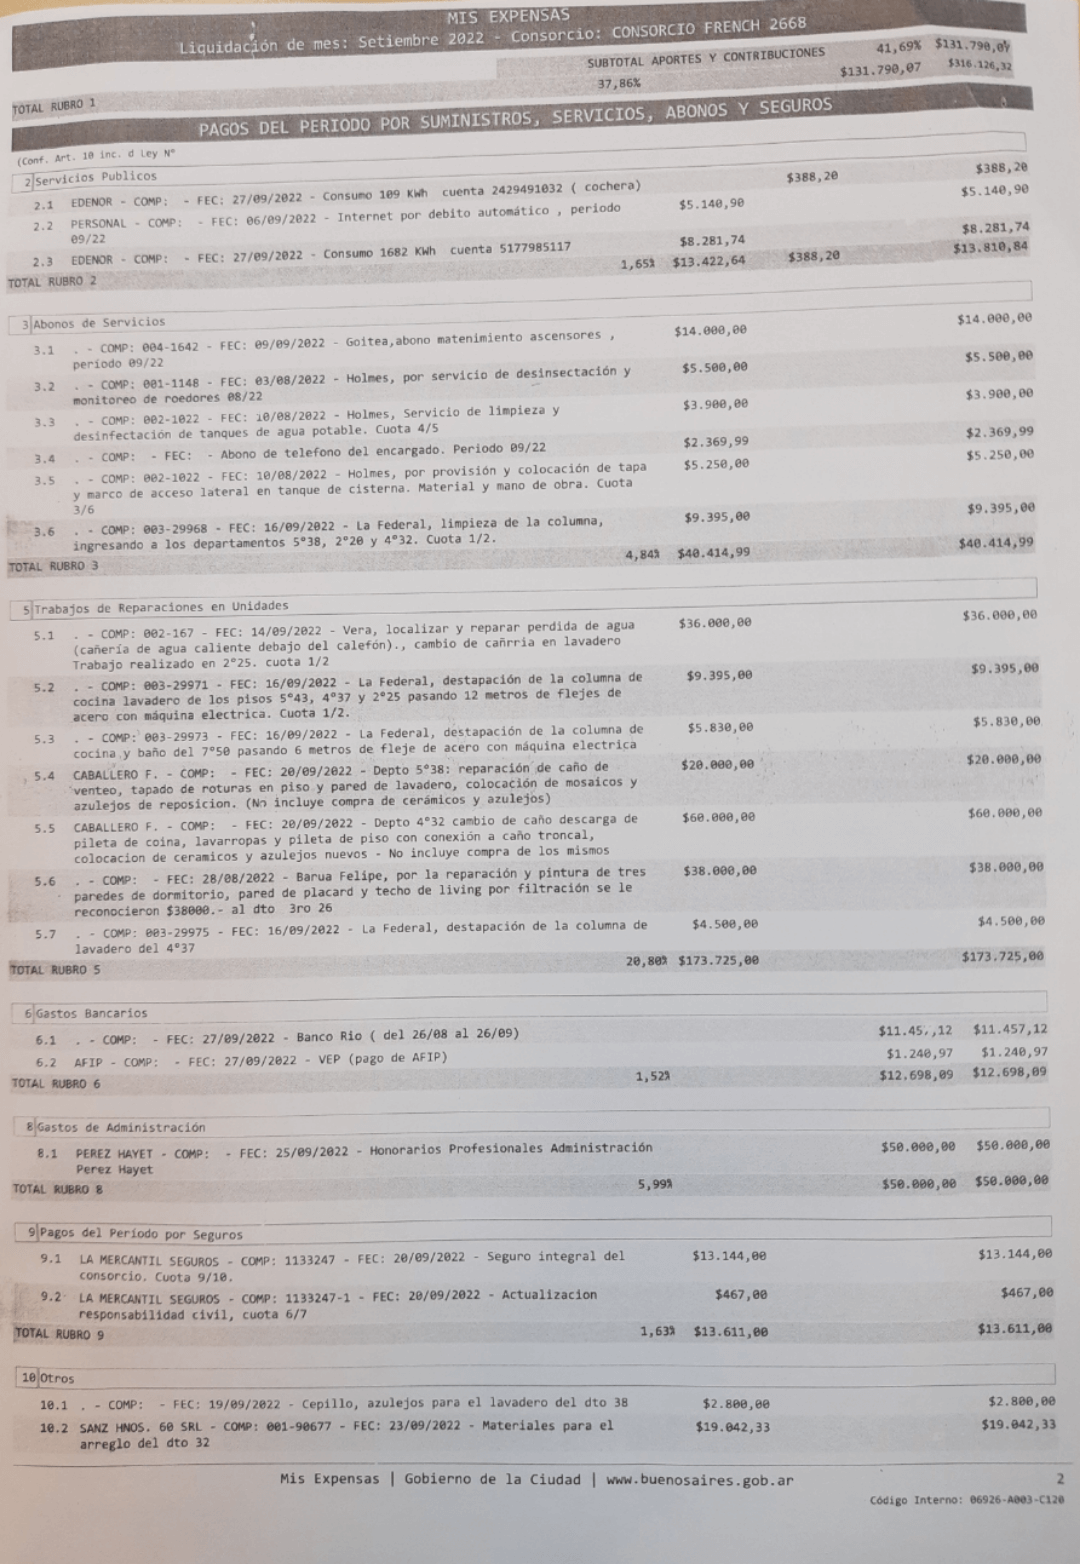 MIS EXPENSAS
Liquidación de mes: Setiembre 2022 - Consorcio: CONSORCIO FRENCH 2668
SUBTOTAL APORTES Y CONTRIBUCIONES 41,69% $131.790,07
TOTAL RUBRO 1 37,86% $131.790,07 $316.126,32
PAGOS DEL PERIODO POR SUMINISTROS, SERVICIOS, ABONOS Y SEGUROS
(Conf. Art. 10 inc. d Ley Nº
2 Servicios Publicos
2.1 EDENOR - COMP: - FEC: 27/09/2022 - Consumo 109 KWh cuenta 2429491032 ( cochera) $388,20 $388,20
2.2 PERSONAL - COMP: - FEC: 06/09/2022 - Internet por debito automático , periodo $5.140,90 $5.140,90
09/22
2.3 EDENOR - COMP: - FEC: 27/09/2022 - Consumo 1682 KWh cuenta 5177985117 $8.281,74 $8.281,74
TOTAL RUBRO 2 1,65% $13.422,64 $388,20 $13.810,84
3 Abonos de Servicios
3.1 . - COMP: 004-1642 - FEC: 09/09/2022 - Goitea,abono matenimiento ascensores , $14.000,00 $14.000,00
periodo 09/22
3.2 . - COMP: 001-1148 - FEC: 03/08/2022 - Holmes, por servicio de desinsectación y $5.500,00 $5.500,00
monitoreo de roedores 08/22
3.3 . - COMP: 002-1022 - FEC: 10/08/2022 - Holmes, Servicio de limpieza y $3.900,00 $3.900,00
desinfectación de tanques de agua potable. Cuota 4/5
3.4 . - COMP: - FEC: - Abono de telefono del encargado. Periodo 09/22 $2.369,99 $2.369,99
3.5 . - COMP: 002-1022 - FEC: 10/08/2022 - Holmes, por provisión y colocación de tapa $5.250,00 $5.250,00
y marco de acceso lateral en tanque de cisterna. Material y mano de obra. Cuota
3/6
3.6 . - COMP: 003-29968 - FEC: 16/09/2022 - La Federal, limpieza de la columna, $9.395,00 $9.395,00
ingresando a los departamentos 5º38, 2º20 y 4º32. Cuota 1/2.
TOTAL RUBRO 3 4,84% $40.414,99 $40.414,99
5 Trabajos de Reparaciones en Unidades
5.1 . - COMP: 002-167 - FEC: 14/09/2022 - Vera, localizar y reparar perdida de agua $36.000,00 $36.000,00
(cañería de agua caliente debajo del calefón)., cambio de cañrria en lavadero
Trabajo realizado en 2º25. cuota 1/2
5.2 . - COMP: 003-29971 - FEC: 16/09/2022 - La Federal, destapación de la columna de $9.395,00 $9.395,00
cocina lavadero de los pisos 5º43, 4º37 y 2º25 pasando 12 metros de flejes de
acero con máquina electrica. Cuota 1/2.
5.3 . - COMP: 003-29973 - FEC: 16/09/2022 - La Federal, destapación de la columna de $5.830,00 $5.830,00
cocina y baño del 7º50 pasando 6 metros de fleje de acero con máquina electrica
5.4 CABALLERO F. - COMP: - FEC: 20/09/2022 - Depto 5º38: reparación de caño de $20.000,00 $20.000,00
venteo, tapado de roturas en piso y pared de lavadero, colocación de mosaicos y
azulejos de reposicion. (No incluye compra de cerámicos y azulejos)
5.5 CABALLERO F. - COMP: - FEC: 20/09/2022 - Depto 4º32 cambio de caño descarga de $60.000,00 $60.000,00
pileta de coina, lavarropas y pileta de piso con conexión a caño troncal,
colocacion de ceramicos y azulejos nuevos - No incluye compra de los mismos
5.6 . - COMP: - FEC: 28/08/2022 - Barua Felipe, por la reparación y pintura de tres $38.000,00 $38.000,00
paredes de dormitorio, pared de placard y techo de living por filtración se le
reconocieron $38000.- al dto 3ro 26
5.7 . - COMP: 003-29975 - FEC: 16/09/2022 - La Federal, destapación de la columna de $4.500,00 $4.500,00
lavadero del 4º37
TOTAL RUBRO 5 20,80% $173.725,00 $173.725,00
6 Gastos Bancarios
6.1 . - COMP: - FEC: 27/09/2022 - Banco Rio ( del 26/08 al 26/09) $11.457,12
6.2 AFIP - COMP: - FEC: 27/09/2022 - VEP (pago de AFIP) $1.240,97 $1.240,97
TOTAL RUBRO 6 1,52% $12.698,09 $12.698,09
8 Gastos de Administración
8.1 PEREZ HAYET - COMP: - FEC: 25/09/2022 - Honorarios Profesionales Administración $50.000,00 $50.000,00
Perez Hayet
TOTAL RUBRO 8 5,99% $50.000,00 $50.000,00
9 Pagos del Período por Seguros
9.1 LA MERCANTIL SEGUROS - COMP: 1133247 - FEC: 20/09/2022 - Seguro integral del $13.144,00 $13.144,00
consorcio. Cuota 9/10.
9.2 LA MERCANTIL SEGUROS - COMP: 1133247-1 - FEC: 20/09/2022 - Actualizacion $467,00 $467,00
responsabilidad civil, cuota 6/7
TOTAL RUBRO 9 1,63% $13.611,00 $13.611,00
10 Otros
10.1 . - COMP: - FEC: 19/09/2022 - Cepillo, azulejos para el lavadero del dto 38 $2.800,00 $2.800,00
10.2 SANZ HNOS. 60 SRL - COMP: 001-90677 - FEC: 23/09/2022 - Materiales para el $19.042,33 $19.042,33
arreglo del dto 32
Mis Expensas | Gobierno de la Ciudad | www.buenosaires.gob.ar 2
Código Interno: 06926-A003-C120